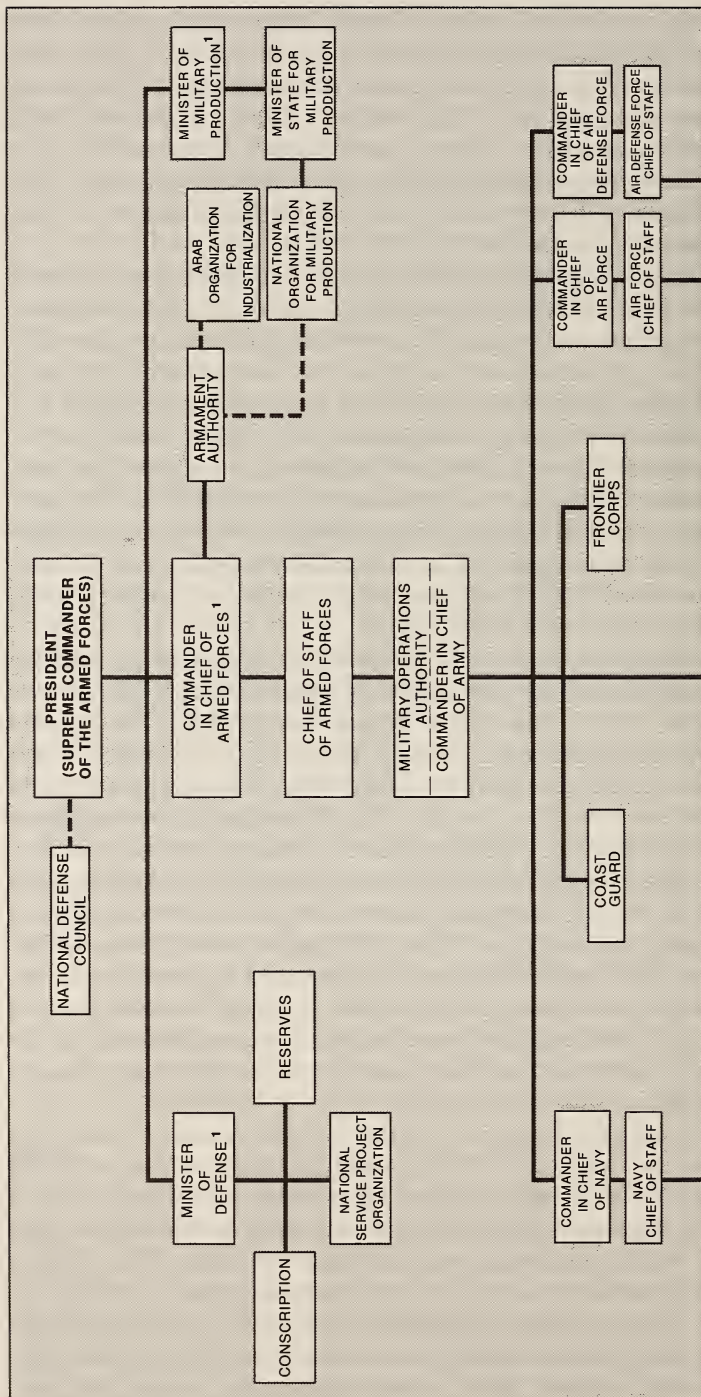 NATIONAL DEFENSE
COUNCIL
PRESIDENT
(SUPREME COMMANDER
OF THE ARMED FORCES)
MINISTER
OF
DEFENSE¹
CONSCRIPTION
RESERVES
NATIONAL
SERVICE PROJECT
ORGANIZATION
COMMANDER
IN CHIEF OF
ARMED FORCES¹
ARMAMENT
AUTHORITY
ARAB
ORGANIZATION
FOR
INDUSTRIALIZATION
NATIONAL
ORGANIZATION
FOR MILITARY
PRODUCTION
MINISTER OF
MILITARY
PRODUCTION¹
MINISTER OF
STATE FOR
MILITARY
PRODUCTION
CHIEF OF STAFF
OF ARMED FORCES
MILITARY OPERATIONS
AUTHORITY
COMMANDER IN CHIEF
OF ARMY
COMMANDER
IN CHIEF
OF NAVY
NAVY
CHIEF OF STAFF
COAST
GUARD
FRONTIER
CORPS
COMMANDER
IN CHIEF
OF
AIR FORCE
AIR FORCE
CHIEF OF STAFF
COMMANDER
IN CHIEF
OF AIR
DEFENSE FORCE
AIR DEFENSE FORCE
CHIEF OF STAFF